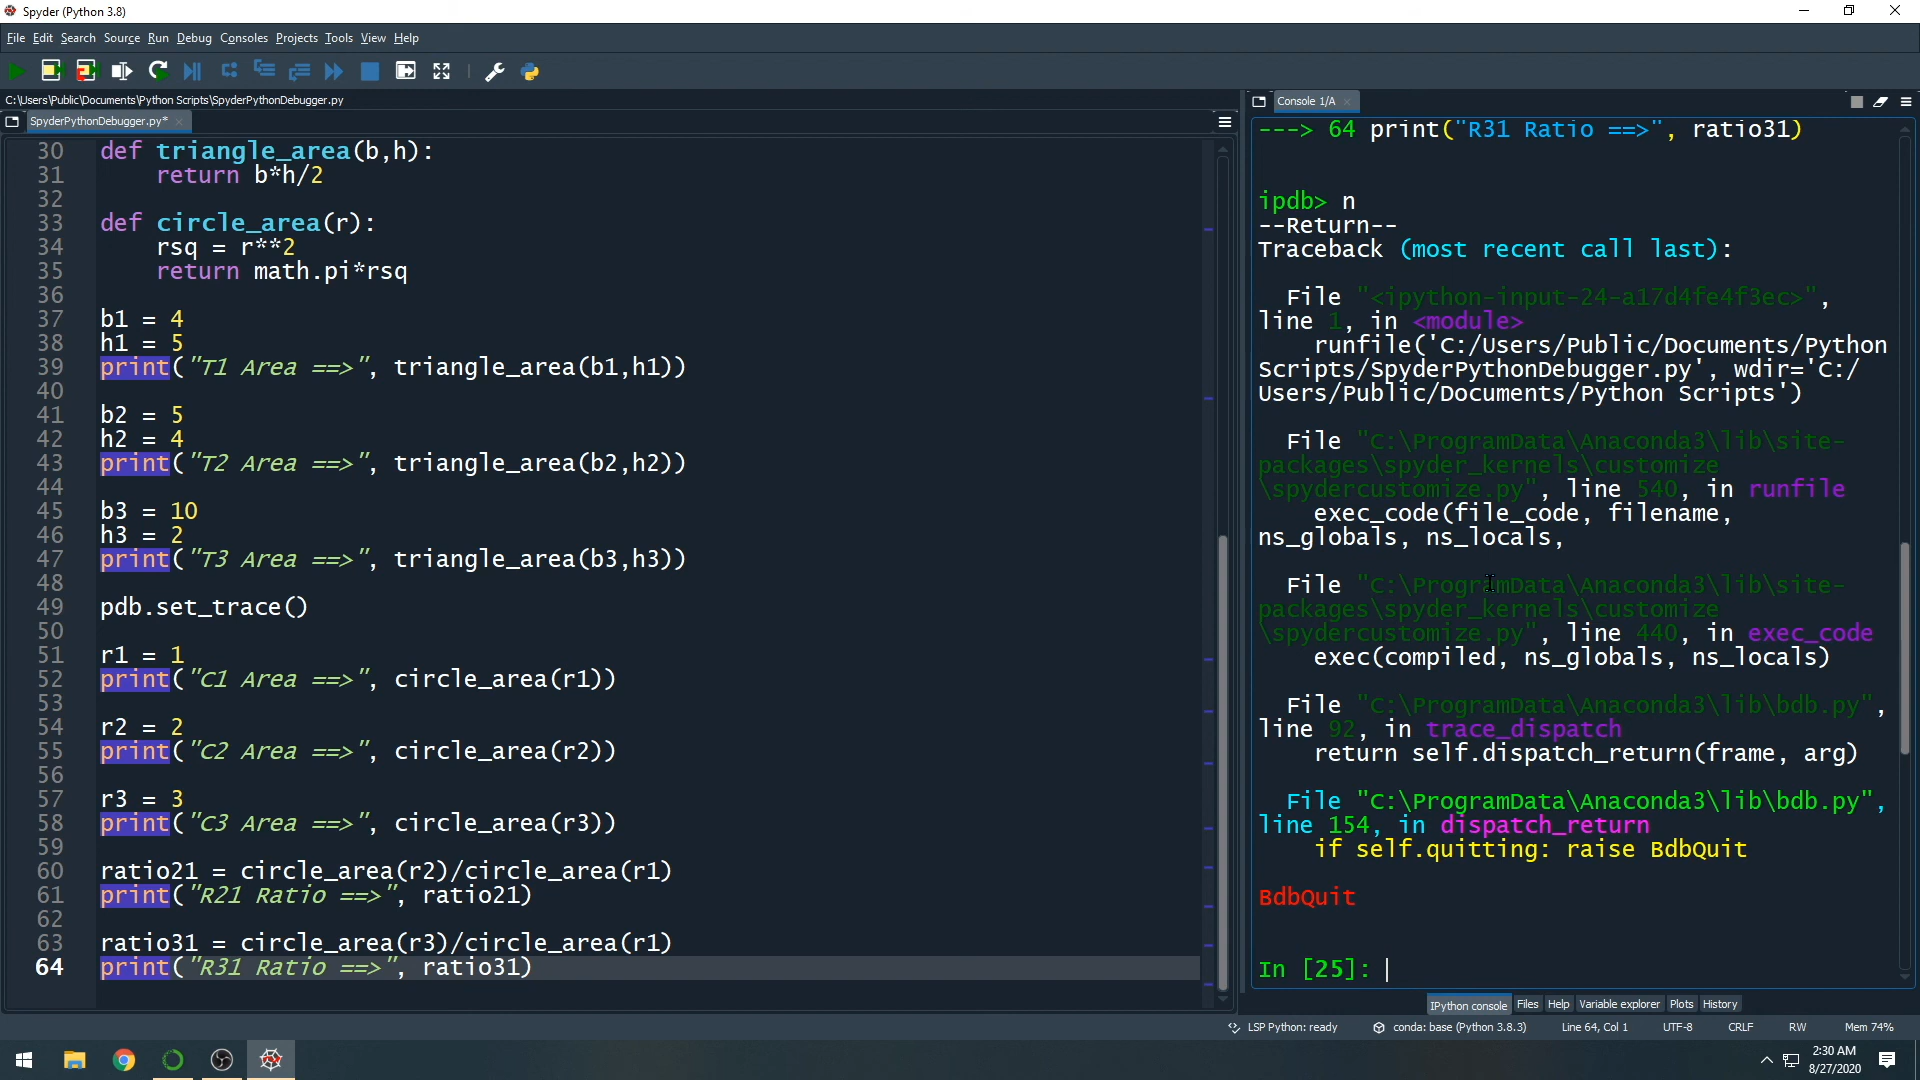 Spyder (Python 3.8)
File Edit Search Source Run Debug Consoles Projects Tools View Help
C:\Users\Public\Documents\Python Scripts\SpyderPythonDebugger.py
SpyderPythonDebugger.py*
30 def triangle_area(b,h):
31 return b*h/2
32
33 def circle_area(r):
34 rsq = r**2
35 return math.pi*rsq
36
37 b1 = 4
38 h1 = 5
39 print("T1 Area ==>", triangle_area(b1,h1))
40
41 b2 = 5
42 h2 = 4
43 print("T2 Area ==>", triangle_area(b2,h2))
44
45 b3 = 10
46 h3 = 2
47 print("T3 Area ==>", triangle_area(b3,h3))
48
49 pdb.set_trace()
50
51 r1 = 1
52 print("C1 Area ==>", circle_area(r1))
53
54 r2 = 2
55 print("C2 Area ==>", circle_area(r2))
56
57 r3 = 3
58 print("C3 Area ==>", circle_area(r3))
59
60 ratio21 = circle_area(r2)/circle_area(r1)
61 print("R21 Ratio ==>", ratio21)
62
63 ratio31 = circle_area(r3)/circle_area(r1)
64 print("R31 Ratio ==>", ratio31)
Console 1/A
---> 64 print("R31 Ratio ==>", ratio31)
ipdb> n
--Return--
Traceback (most recent call last):
File "<ipython-input-24-a17d4fe4f3ec>",
line 1, in <module>
runfile('C:/Users/Public/Documents/Python
Scripts/SpyderPythonDebugger.py', wdir='C:/
Users/Public/Documents/Python Scripts')
File "C:\ProgramData\Anaconda3\lib\site-
packages\spyder_kernels\customize
\spydercustomize.py", line 540, in runfile
exec_code(file_code, filename,
ns_globals, ns_locals,
File "C:\ProgramData\Anaconda3\lib\site-
packages\spyder_kernels\customize
\spydercustomize.py", line 440, in exec_code
exec(compiled, ns_globals, ns_locals)
File "C:\ProgramData\Anaconda3\lib\bdb.py",
line 92, in trace_dispatch
return self.dispatch_return(frame, arg)
File "C:\ProgramData\Anaconda3\lib\bdb.py",
line 154, in dispatch_return
if self.quitting: raise BdbQuit
BdbQuit
In [25]:
IPython console Files Help Variable explorer Plots History
LSP Python: ready conda: base (Python 3.8.3) Line 64, Col 1 UTF-8 CRLF RW Mem 74%
2:30 AM
8/27/2020